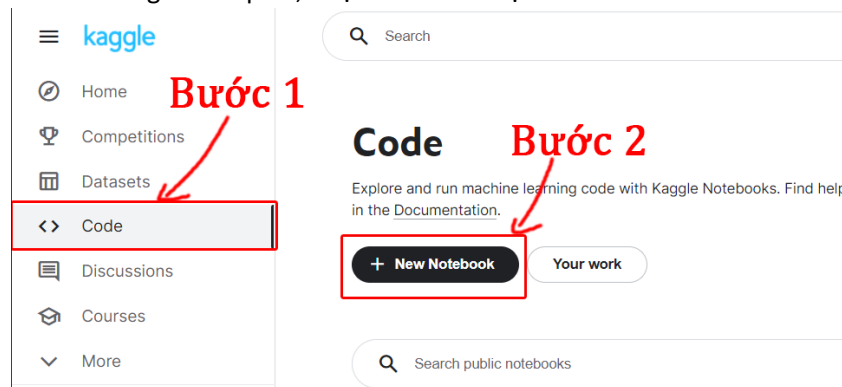 kaggle
Search
Home
Bước 1
Competitions
Code
Bước 2
Datasets
Explore and run machine learning code with Kaggle Notebooks. Find help
in the Documentation.
Code
+ New Notebook
Your work
Discussions
Courses
More
Search public notebooks